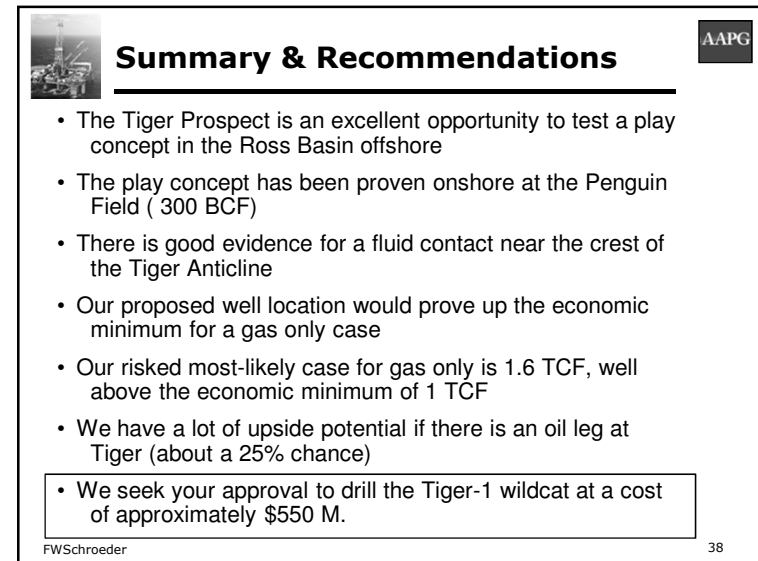 Summary & Recommendations
AAPG
• The Tiger Prospect is an excellent opportunity to test a play
concept in the Ross Basin offshore
• The play concept has been proven onshore at the Penguin
Field ( 300 BCF)
• There is good evidence for a fluid contact near the crest of
the Tiger Anticline
• Our proposed well location would prove up the economic
minimum for a gas only case
• Our risked most-likely case for gas only is 1.6 TCF, well
above the economic minimum of 1 TCF
• We have a lot of upside potential if there is an oil leg at
Tiger (about a 25% chance)
• We seek your approval to drill the Tiger-1 wildcat at a cost
of approximately $550 M.
FWSchroeder
38